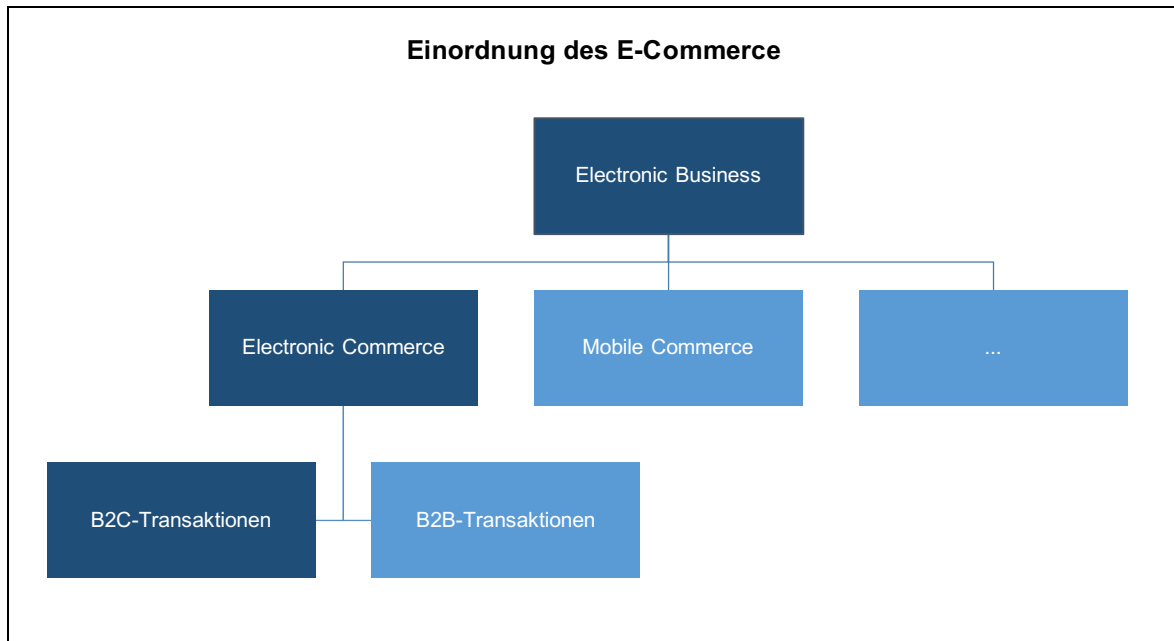 Einordnung des E-Commerce
Electronic Business
Electronic Commerce
Mobile Commerce
...
B2C-Transaktionen
B2B-Transaktionen